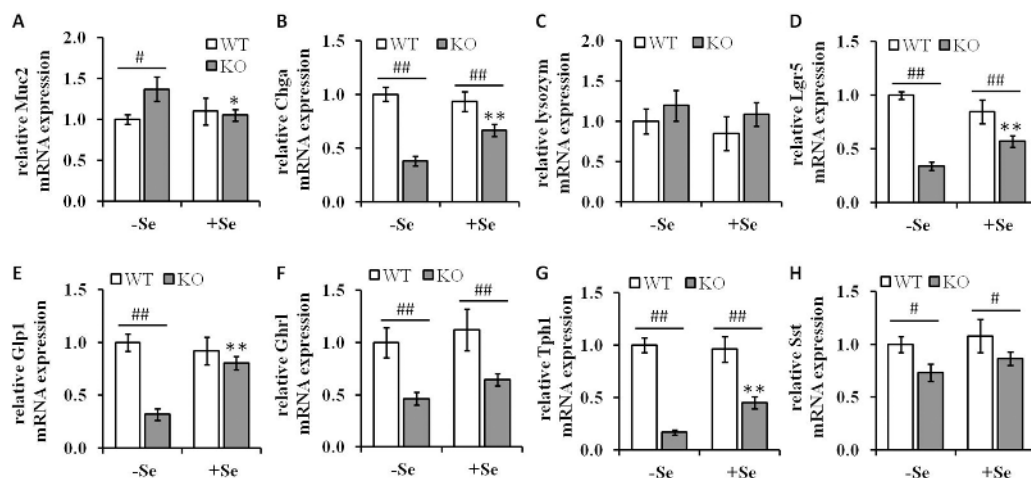 A
relative Muc2
mRNA expression
2.0
1.5
1.0
0.5
0.0
WT
KO
#
*
-Se
+Se
B
relative Chga
mRNA expression
1.5
1.0
0.5
0.0
WT
KO
##
##
**
-Se
+Se
C
relative lysozym
mRNA expression
2.0
1.5
1.0
0.5
0.0
WT
KO
-Se
+Se
D
relative Lgr5
mRNA expression
1.5
1.0
0.5
0.0
WT
KO
##
##
**
-Se
+Se
E
relative Glp1
mRNA expression
1.5
1.0
0.5
0.0
WT
KO
##
**
-Se
+Se
F
relative Ghrl
mRNA expression
1.5
1.0
0.5
0.0
WT
KO
##
##
-Se
+Se
G
relative Tph1
mRNA expression
1.5
1.0
0.5
0.0
WT
KO
##
##
**
-Se
+Se
H
relative Sst
mRNA expression
1.5
1.0
0.5
0.0
WT
KO
#
#
-Se
+Se